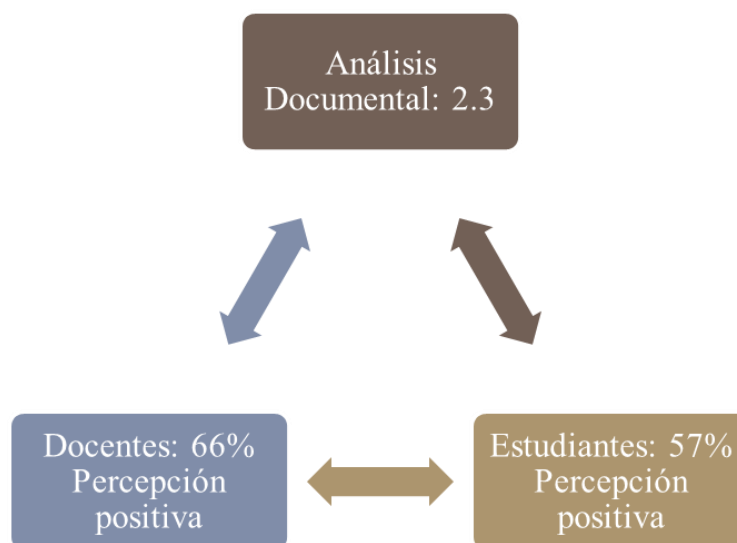 Análisis
Documental: 2.3
Docentes: 66%
Percepción
positiva
Estudiantes: 57%
Percepción
positiva